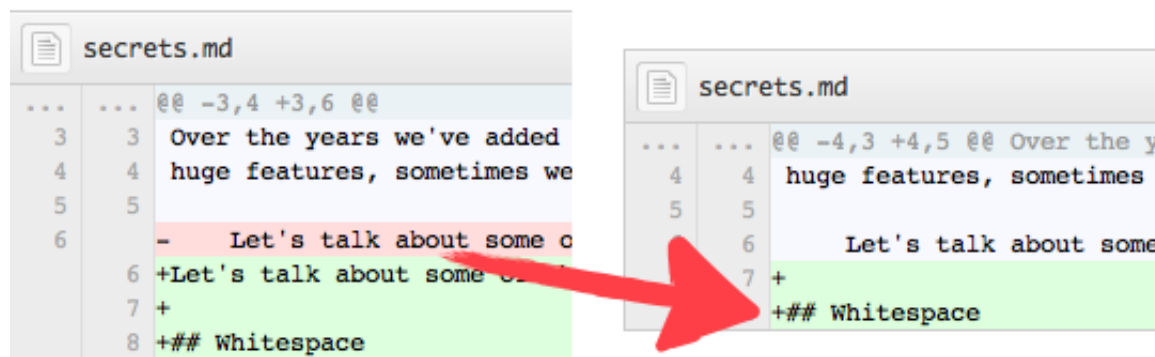 secrets.md
... ... @@ -3,4 +3,6 @@
3 3 Over the years we've added
4 4 huge features, sometimes we
5 5
6 -    Let's talk about some
6 +Let's talk about some
7 +
8 +## Whitespace
secrets.md
... ... @@ -4,3 +4,5 @@ Over the
4 4 huge features, sometimes
5 5
6     Let's talk about some
7 +
+## Whitespace